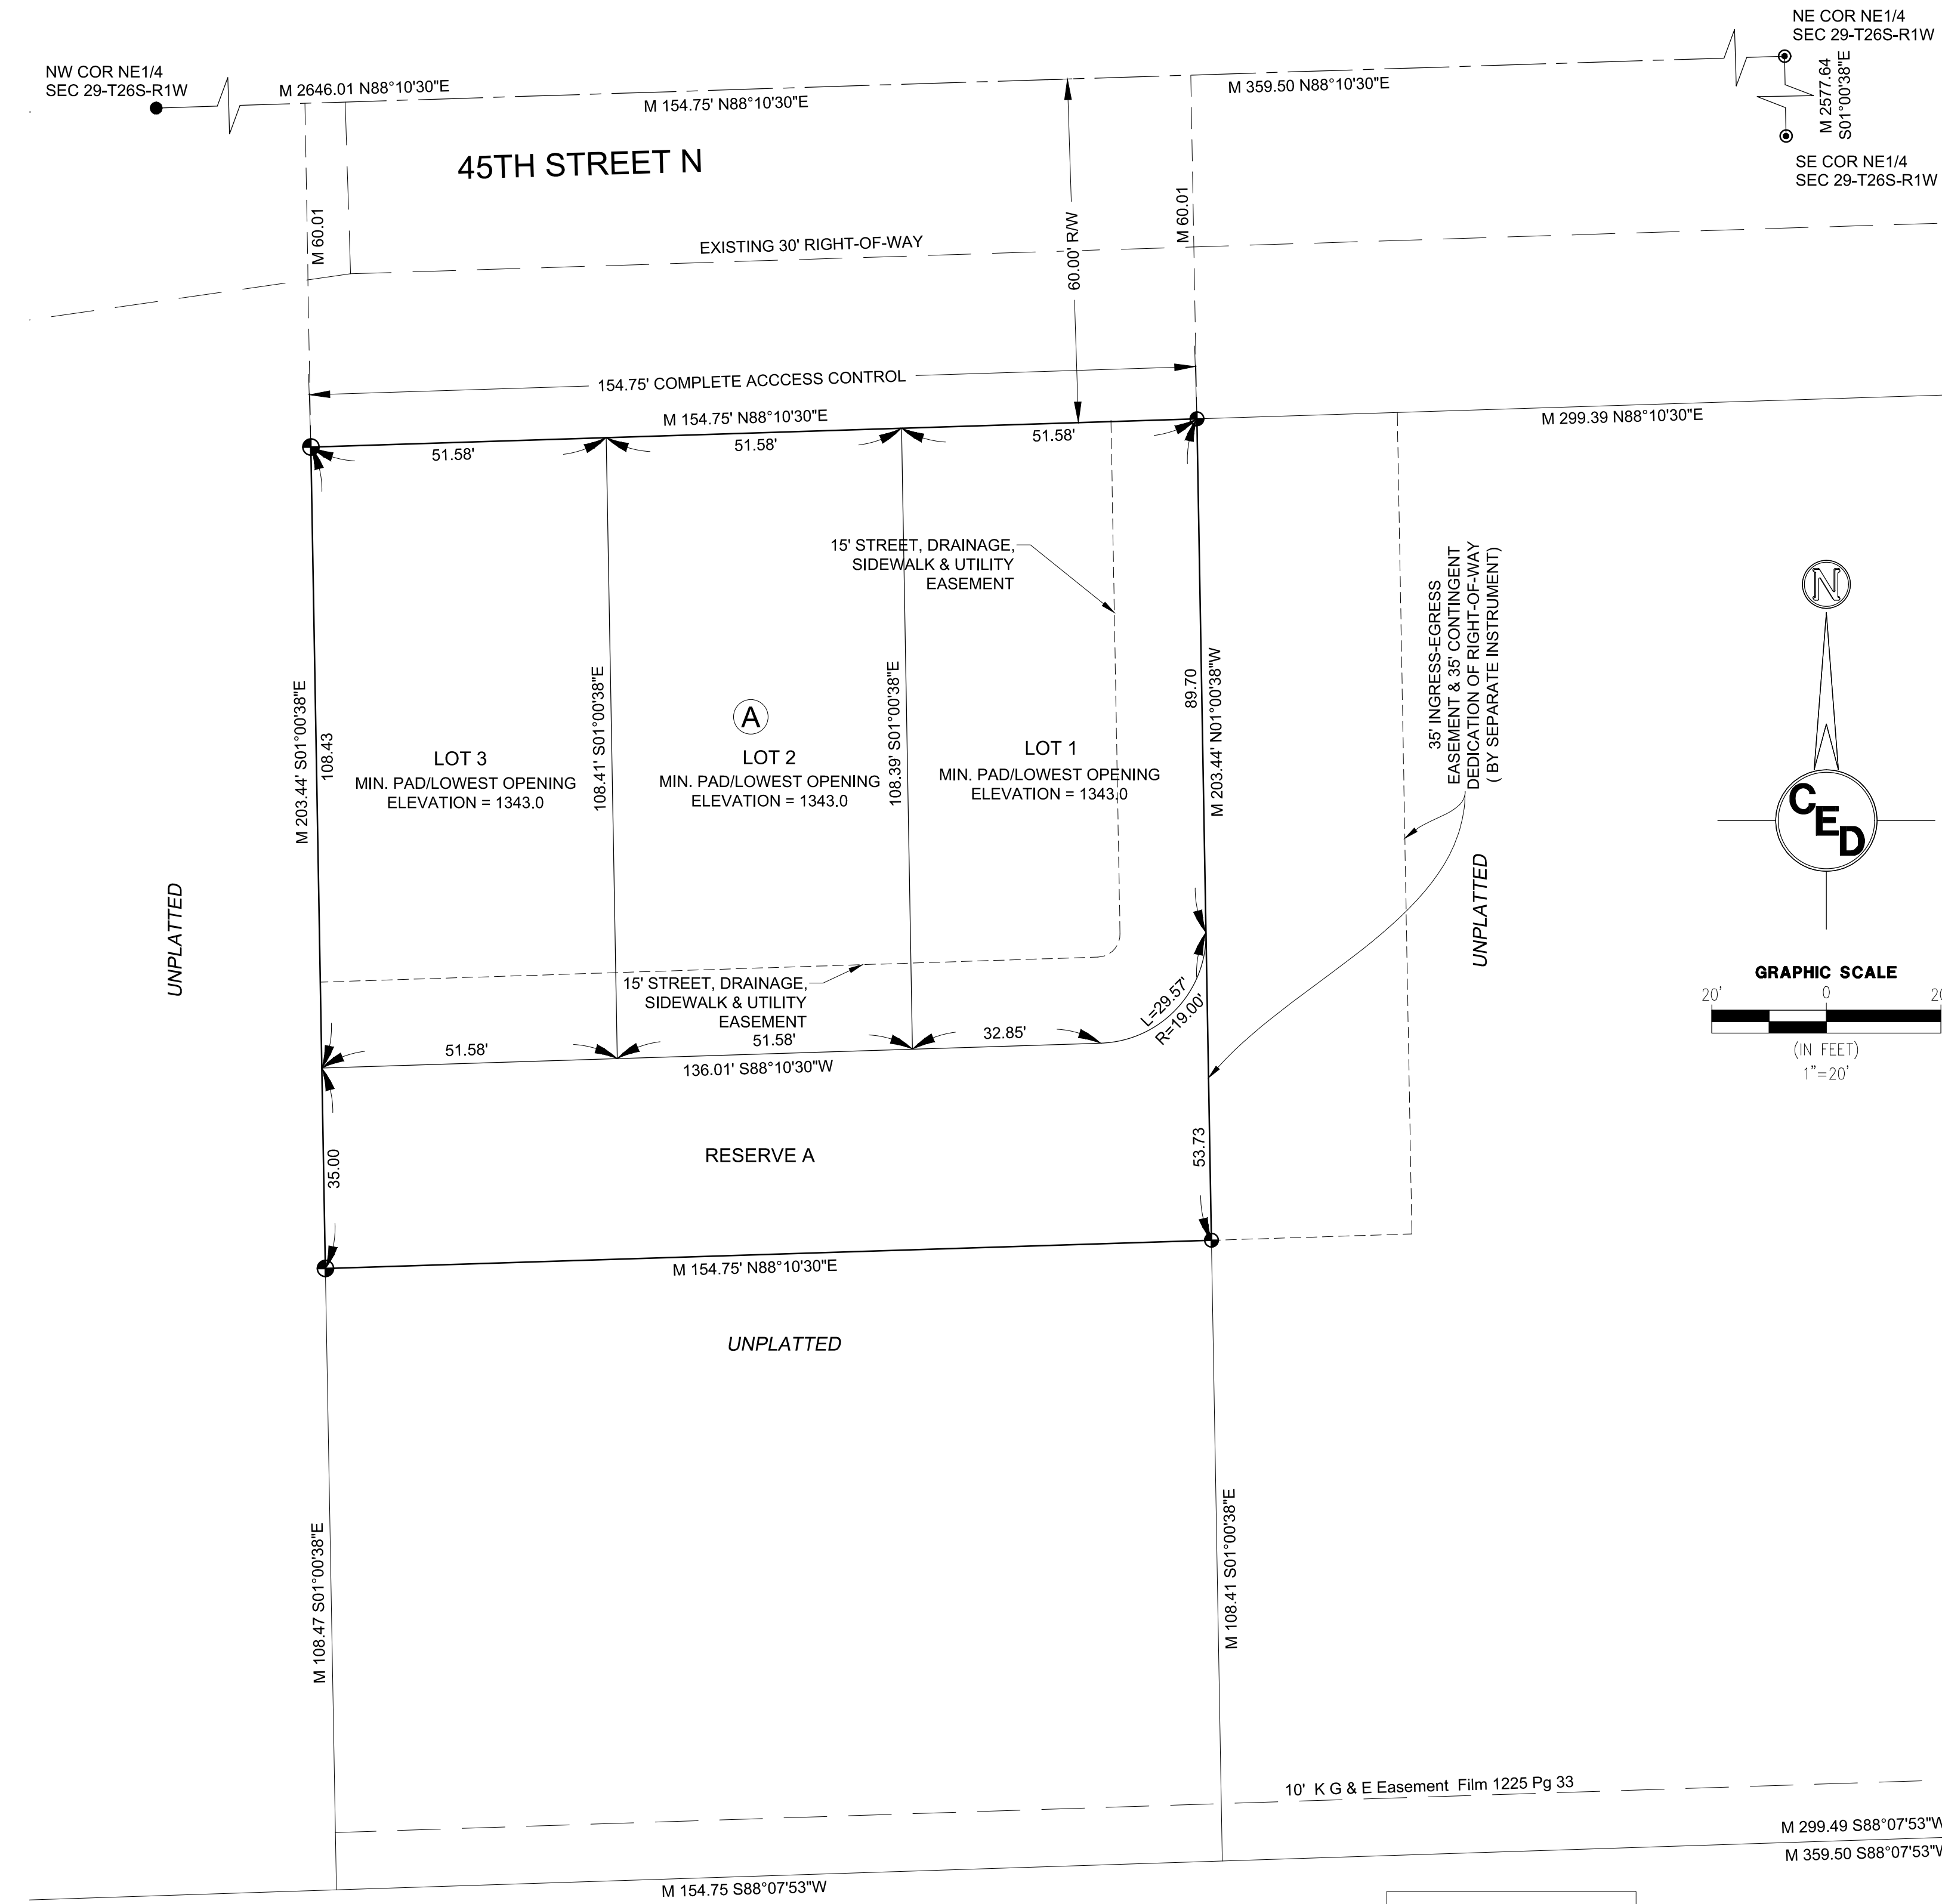 NE COR NE1/4
SEC 29-T26S-R1W
NW COR NE1/4
SEC 29-T26S-R1W
M 2646.01 N88°10'30"E
M 154.75' N88°10'30"E
M 359.50 N88°10'30"E
M 2577.64
S01°00'38"E
SE COR NE1/4
SEC 29-T26S-R1W
45TH STREET N
M 60.01
M 60.01
60.00' R/W
EXISTING 30' RIGHT-OF-WAY
154.75' COMPLETE ACCCESS CONTROL
M 154.75' N88°10'30"E
M 299.39 N88°10'30"E
51.58'
51.58'
51.58'
15' STREET, DRAINAGE,
SIDEWALK & UTILITY
EASEMENT
35' INGRESS-EGRESS
EASEMENT & 35' CONTINGENT
DEDICATION OF RIGHT-OF-WAY
( BY SEPARATE INSTRUMENT)
N
M 203.44' S01°00'38"E
108.43
108.41' S01°00'38"E
108.39' S01°00'38"E
89.70
M 203.44' N01°00'38"W
A
LOT 3
MIN. PAD/LOWEST OPENING
ELEVATION = 1343.0
LOT 2
MIN. PAD/LOWEST OPENING
ELEVATION = 1343.0
LOT 1
MIN. PAD/LOWEST OPENING
ELEVATION = 1343.0
CED
UNPLATTED
UNPLATTED
GRAPHIC SCALE
20' 0 20
(IN FEET)
1"=20'
15' STREET, DRAINAGE,
SIDEWALK & UTILITY
EASEMENT
L=29.57'
R=19.00'
51.58'
51.58'
32.85'
136.01' S88°10'30"W
RESERVE A
35.00
53.73
M 154.75' N88°10'30"E
UNPLATTED
M 108.47 S01°00'38"E
M 108.41 S01°00'38"E
10' K G & E Easement Film 1225 Pg 33
M 299.49 S88°07'53"W
M 359.50 S88°07'53"W
M 154.75 S88°07'53"W